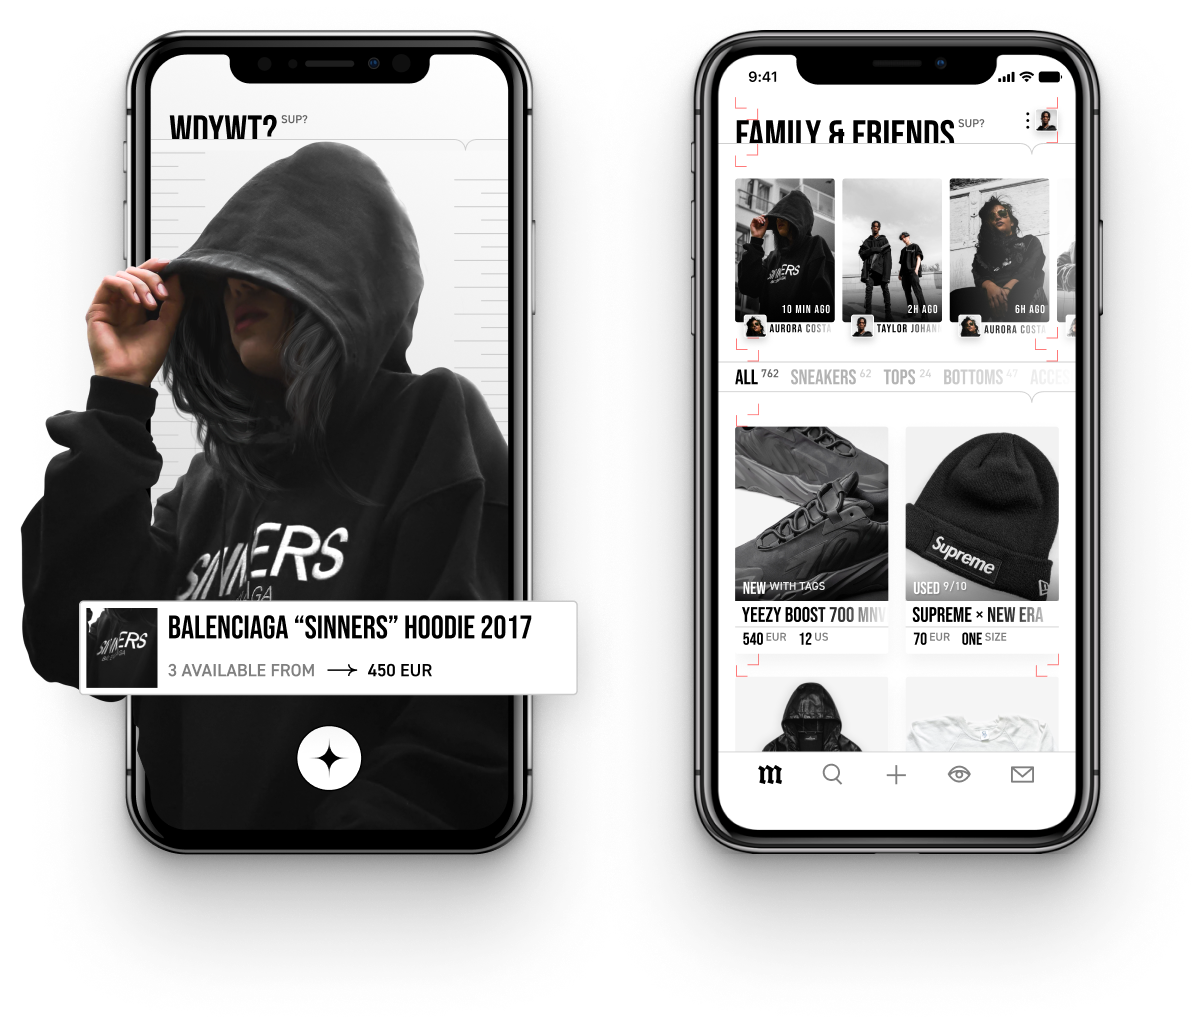 WDYWT? SUP?
SINNERS
BALENCIAGA “SINNERS” HOODIE 2017
3 AVAILABLE FROM → 450 EUR
9:41
FAMILY & FRIENDS SUP?
SINNERS
10 MIN AGO
2H AGO
6H AGO
AURORA COSTA
TAYLOR JOHAN
AURORA COSTA
ALL 762 SNEAKERS 62 TOPS 24 BOTTOMS 47 ACCE
Supreme
NEW WITH TAGS
USED 9/10
YEEZY BOOST 700 MNV
SUPREME × NEW ERA
540 EUR 12 US
70 EUR ONE SIZE
m